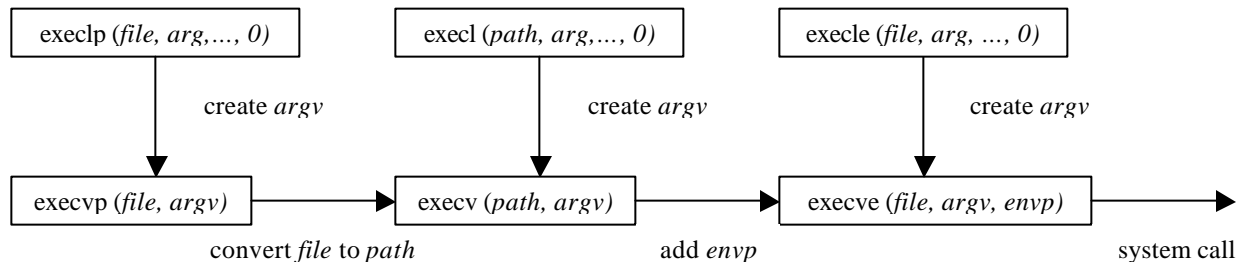 execlp (file, arg,..., 0)
execl (path, arg,..., 0)
execle (file, arg, ..., 0)
create argv
create argv
create argv
execvp (file, argv)
execv (path, argv)
execve (file, argv, envp)
convert file to path
add envp
system call